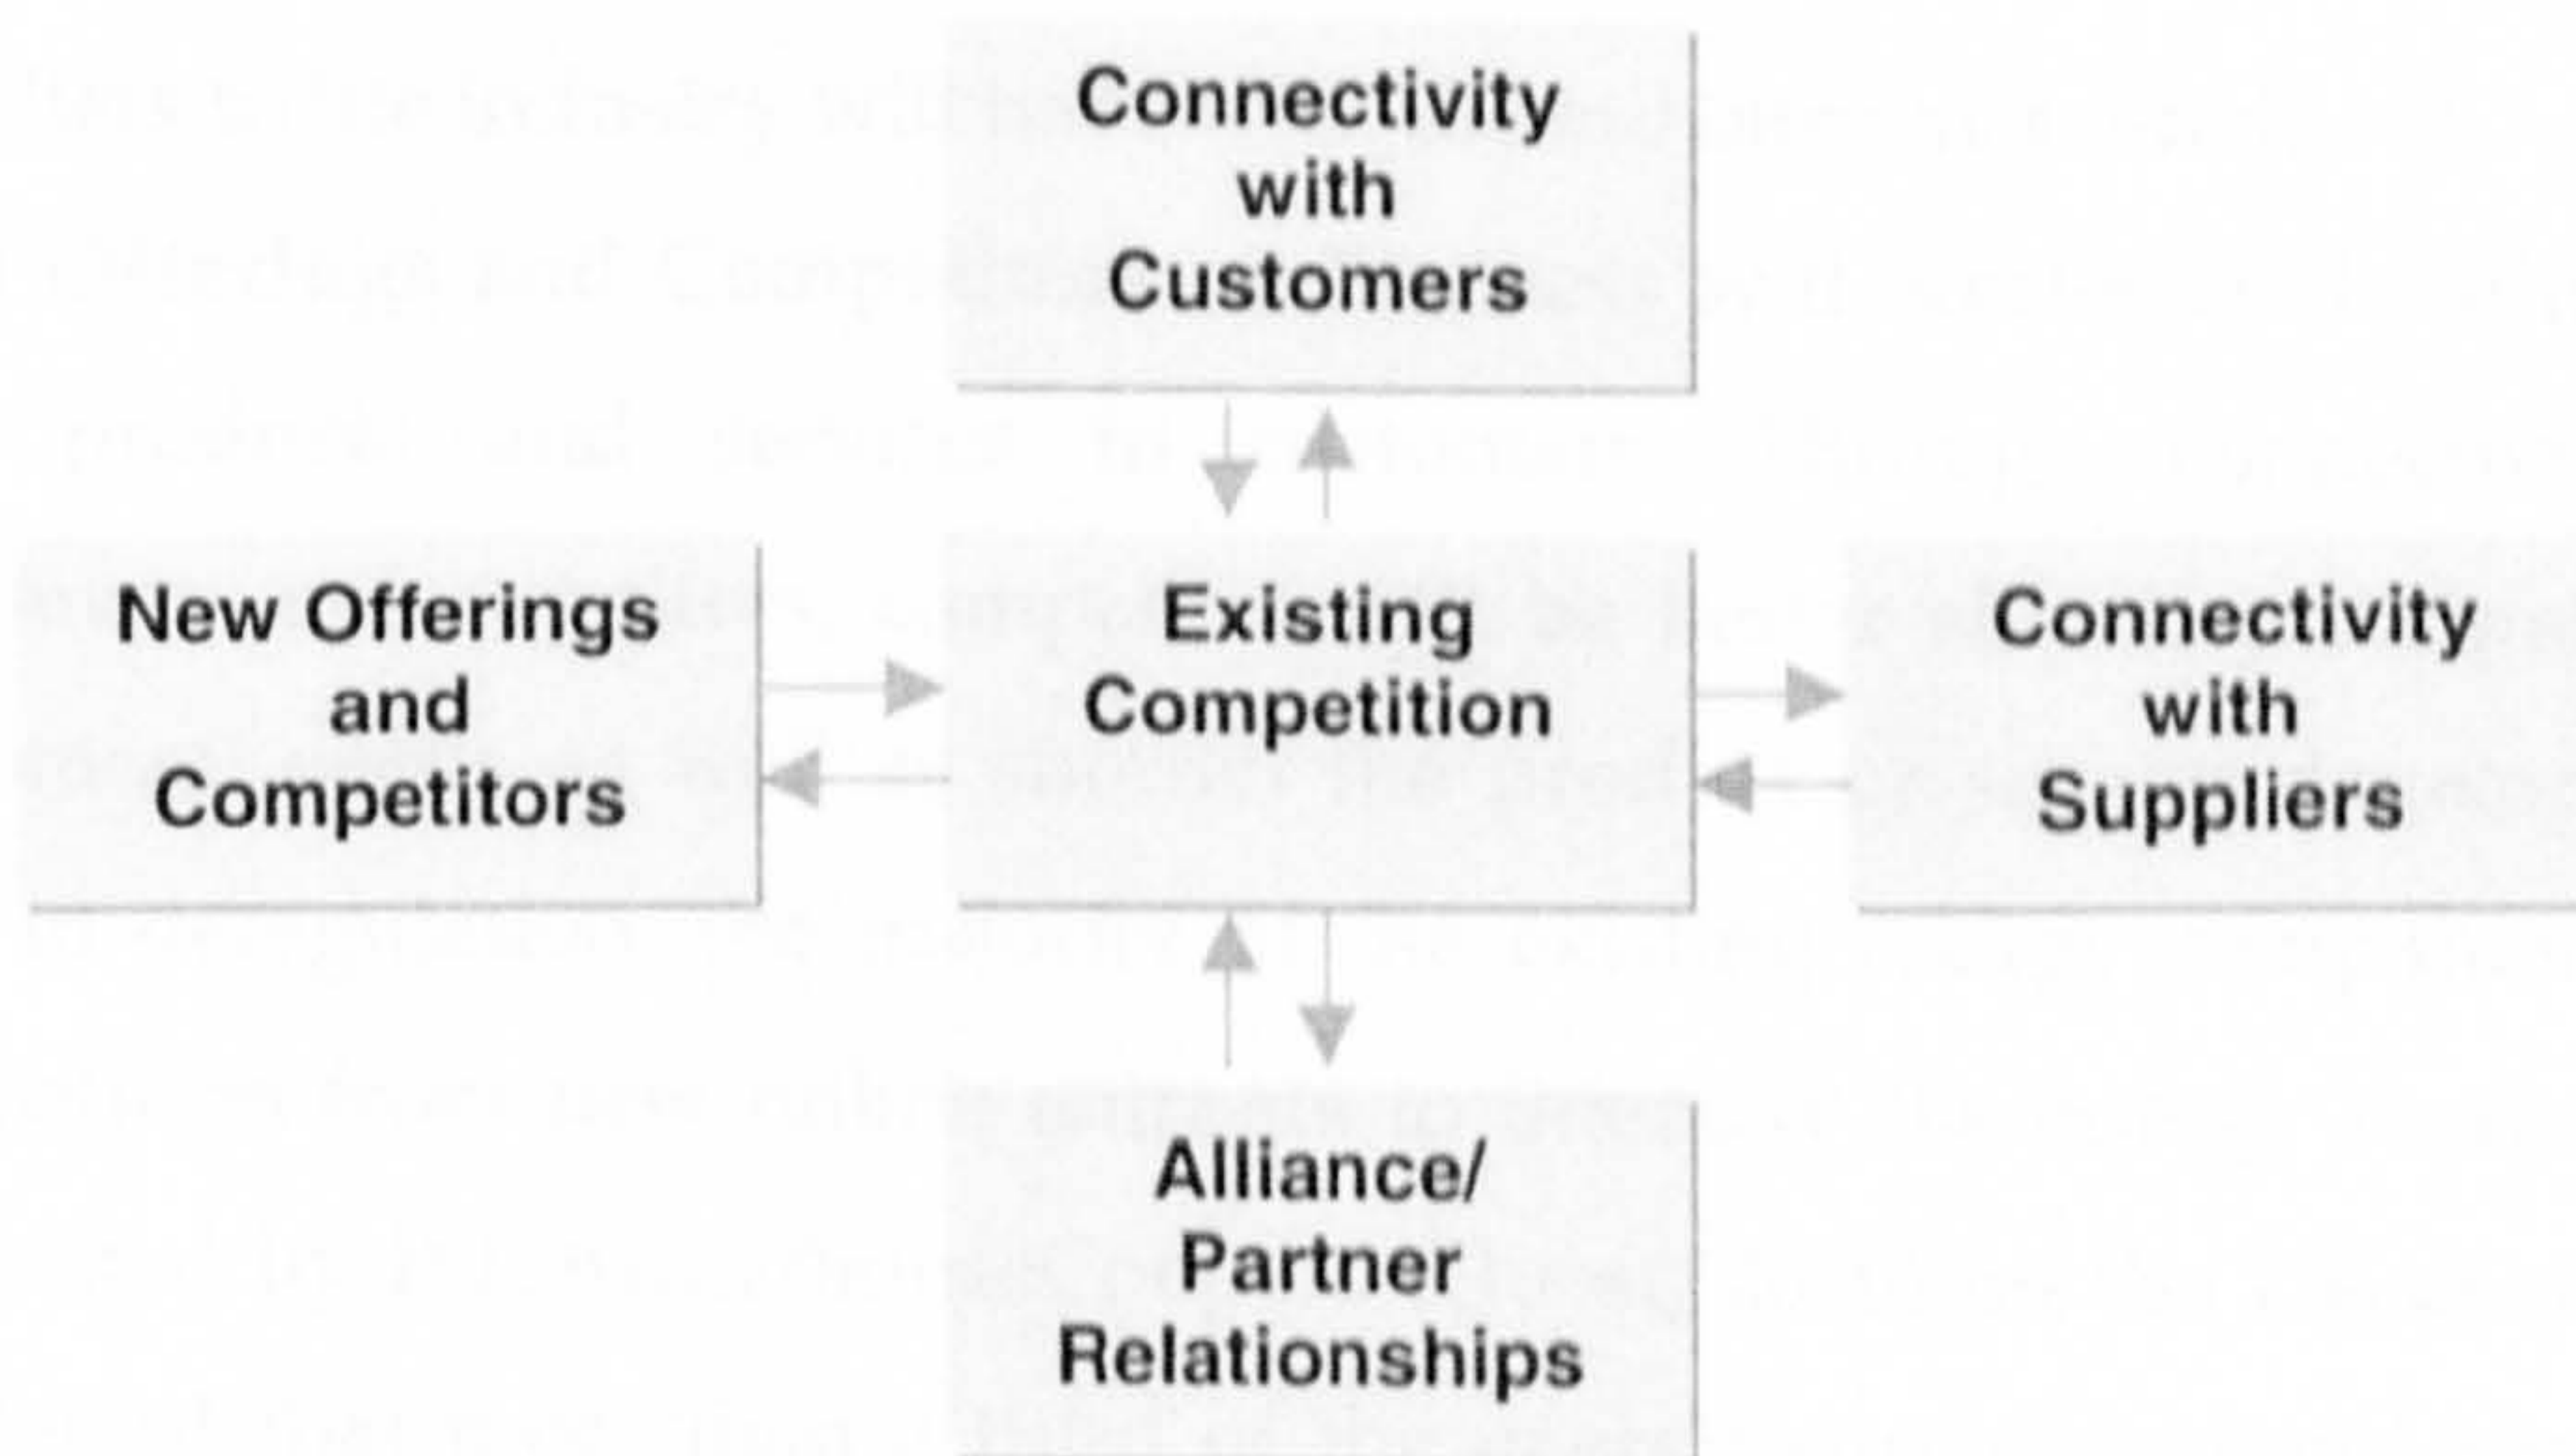 Connectivity
with
Customers
New Offerings
and
Competitors
Existing
Competition
Connectivity
with
Suppliers
Alliance/
Partner
Relationships